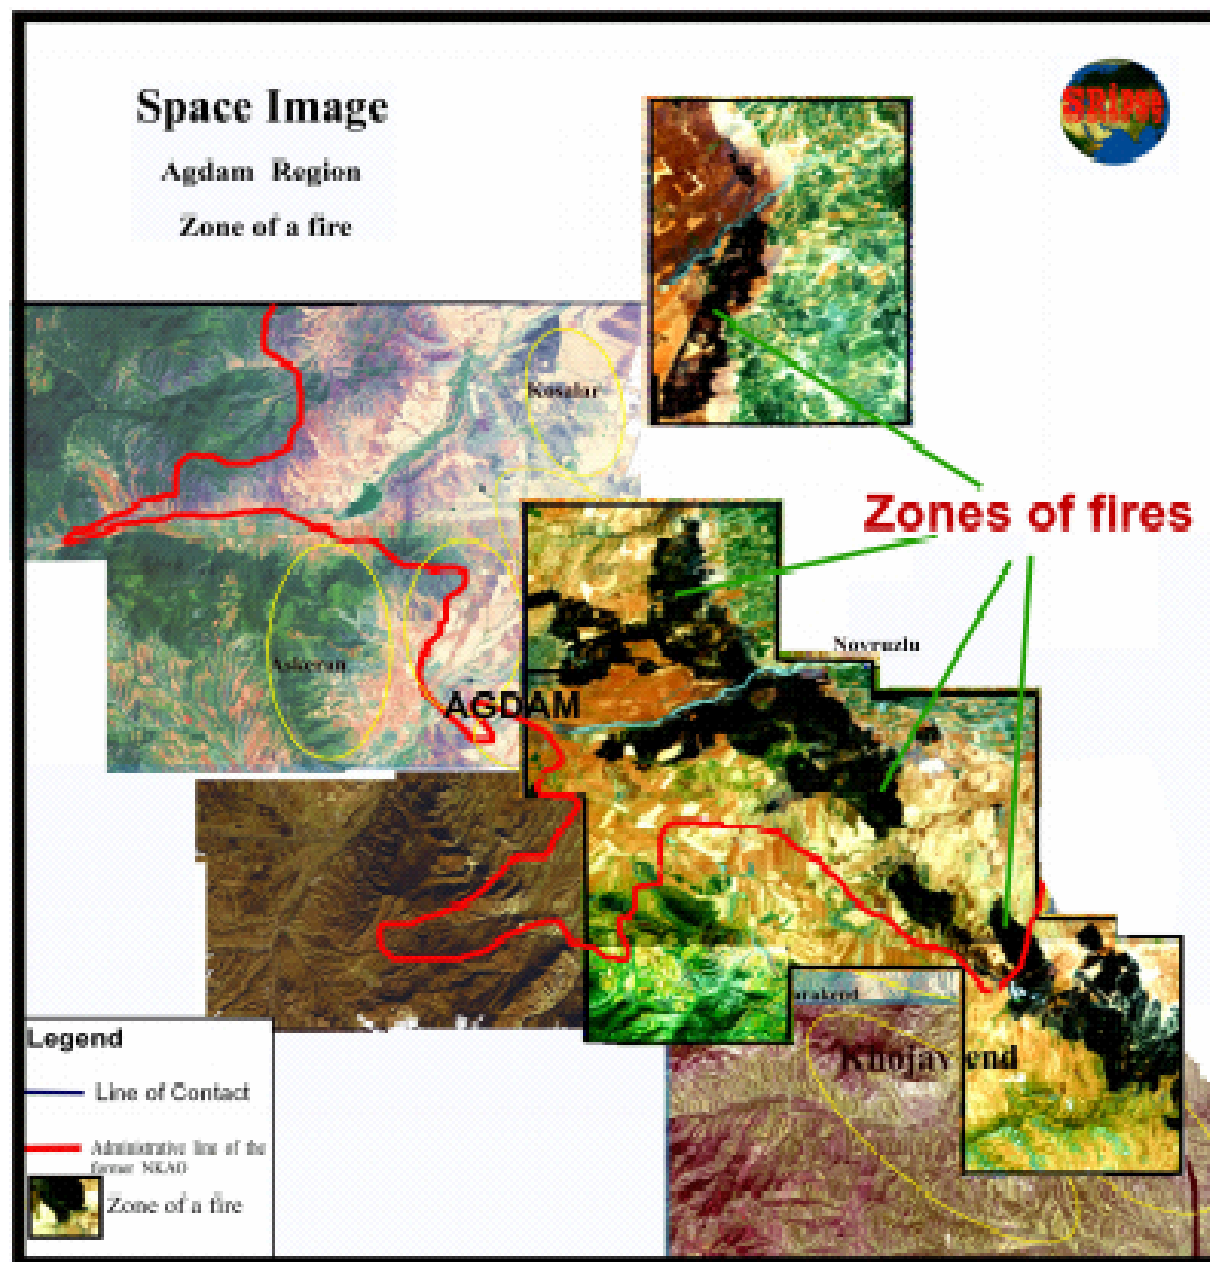 Space Image
Agdam Region
Zone of a fire
Kosalar
Zones of fires
Novruzlu
Askeran
AGDAM
arakend
Khojavend
Legend
Line of Contact
Administrative line of the
former NKAO
Zone of a fire